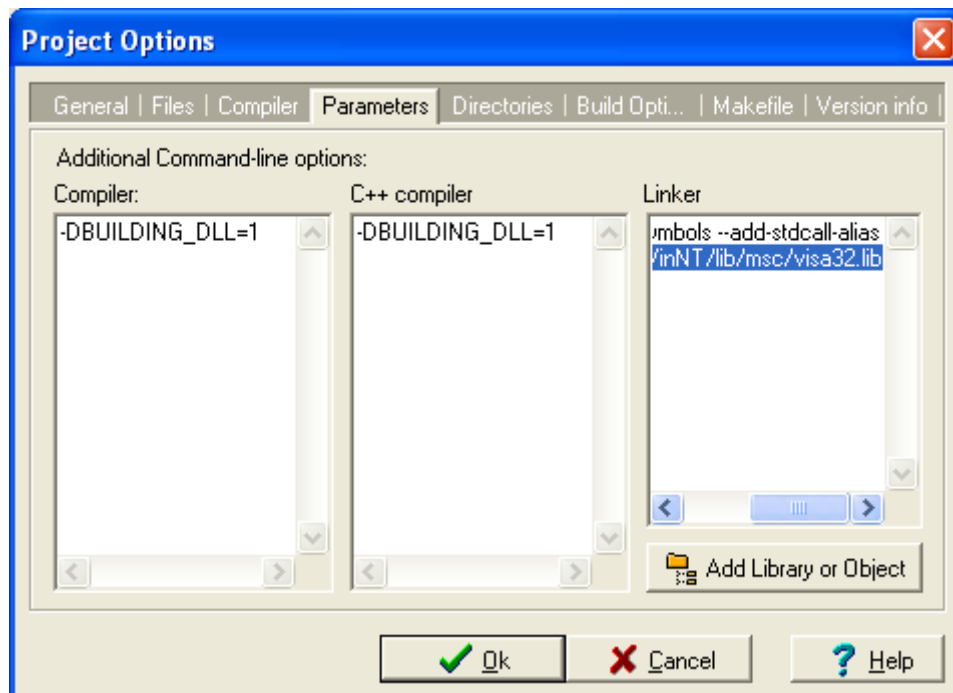 Project Options
General | Files | Compiler | Parameters | Directories | Build Opti... | Makefile | Version info |
Additional Command-line options:
Compiler:
C++ compiler
Linker
-DBUILDING_DLL=1
-DBUILDING_DLL=1
mbols --add-stdcall-alias
inNT/lib/msc/visa32.lib
Add Library or Object
Ok
Cancel
Help